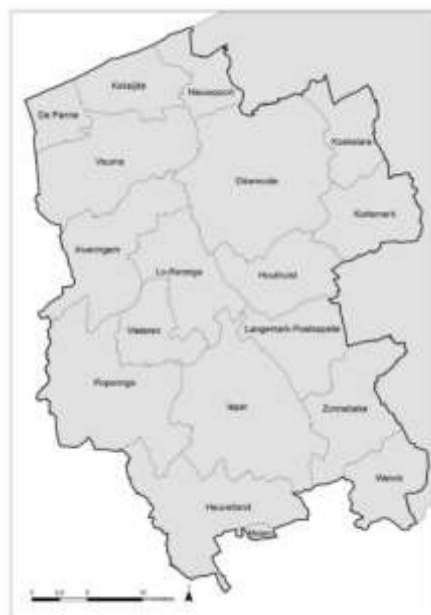 Koksijde
Nieuwpoort
De Panne
Koekelare
Veurne
Diksmuide
Kortemark
Alveringem
Lo-Reninge
Houthulst
Vleteren
Langemark-Poelkapelle
Poperinge
Ieper
Zonnebeke
Wervik
Heuvelland